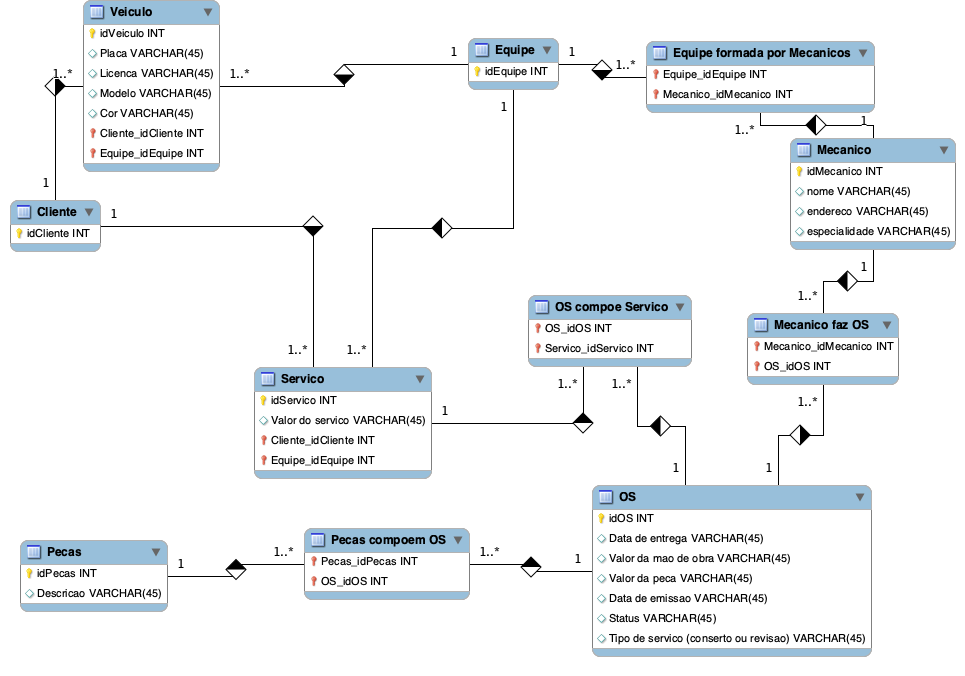 Veiculo
idVeiculo INT
Placa VARCHAR(45)
Licenca VARCHAR(45)
Modelo VARCHAR(45)
Cor VARCHAR(45)
Cliente_idCliente INT
Equipe_idEquipe INT
1..*
1..*
1
Equipe
idEquipe INT
1
1
1..*
Equipe formada por Mecanicos
Equipe_idEquipe INT
Mecanico_idMecanico INT
1..*
1
Mecanico
idMecanico INT
nome VARCHAR(45)
endereco VARCHAR(45)
especialidade VARCHAR(45)
1
Cliente
idCliente INT
1
1
1..*
OS compoe Servico
OS_idOS INT
Servico_idServico INT
Mecanico faz OS
Mecanico_idMecanico INT
OS_idOS INT
1..*
1..*
Servico
idServico INT
Valor do servico VARCHAR(45)
Cliente_idCliente INT
Equipe_idEquipe INT
1
1..*
1..*
1..*
1
1
OS
idOS INT
Data de entrega VARCHAR(45)
Valor da mao de obra VARCHAR(45)
Valor da peca VARCHAR(45)
Data de emissao VARCHAR(45)
Status VARCHAR(45)
Tipo de servico (conserto ou revisao) VARCHAR(45)
Pecas
idPecas INT
Descricao VARCHAR(45)
1
1..*
Pecas compoem OS
Pecas_idPecas INT
OS_idOS INT
1..*
1